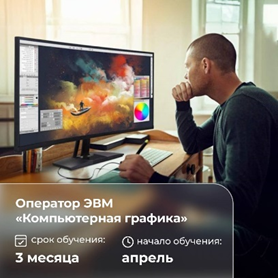 Оператор ЭВМ
«Компьютерная графика»
срок обучения:
3 месяца
начало обучения:
апрель